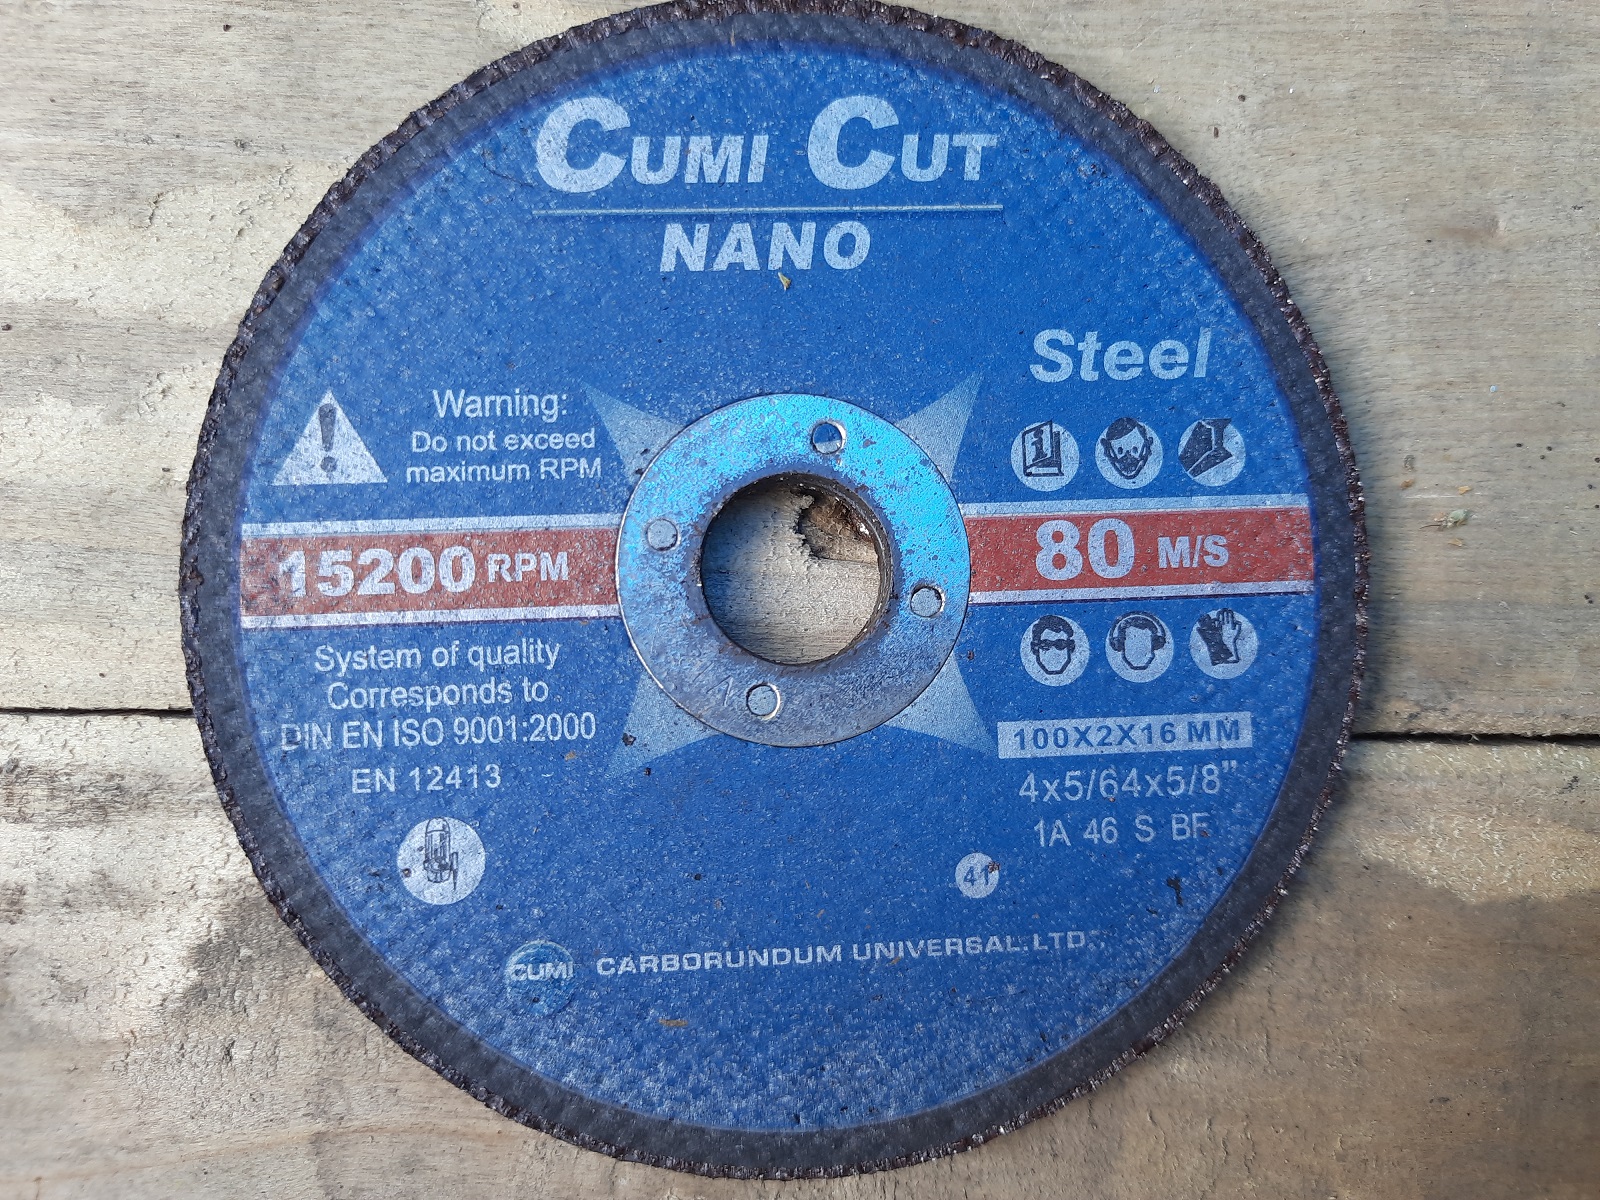 CUMI CUT
NANO
Steel
Warning:
Do not exceed
maximum RPM
15200 RPM
80 M/S
System of quality
Corresponds to
DIN EN ISO 9001:2000
EN 12413
100X2X16 MM
4x5/64x5/8"
1A 46 S BF
41
CUMI CARBORUNDUM UNIVERSAL LTD.